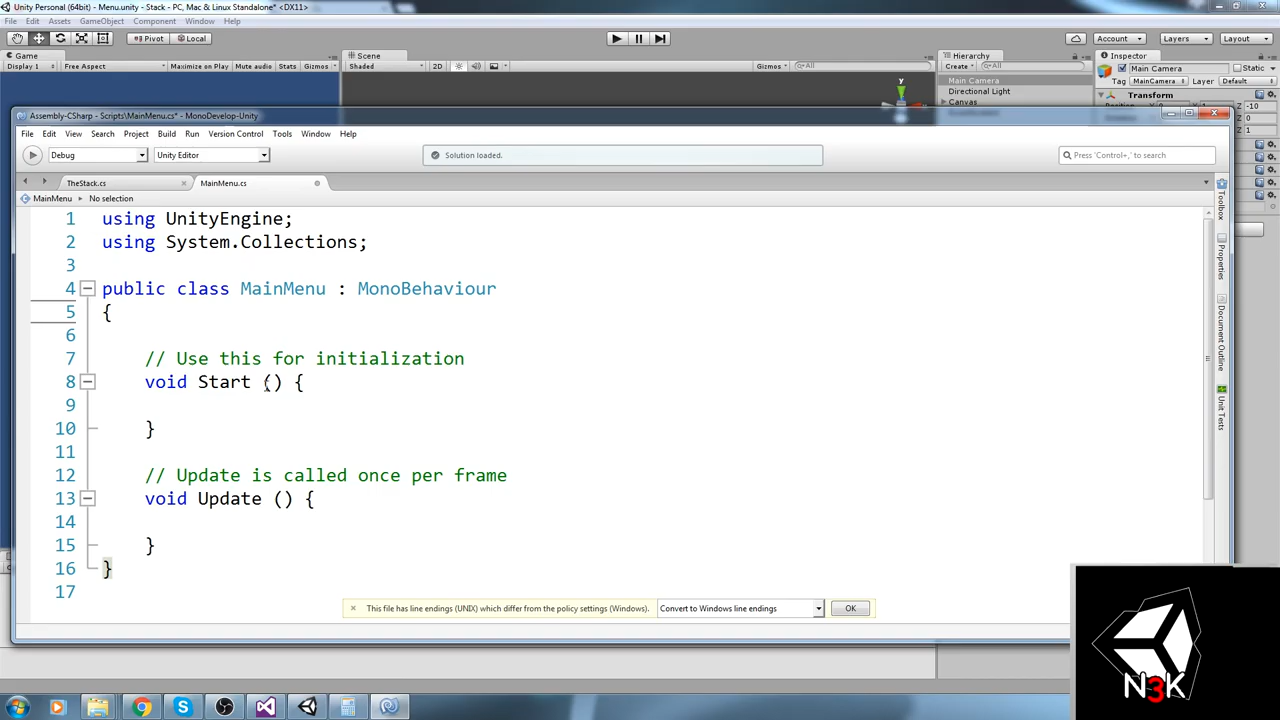 Unity Personal (64bit) - Menu.unity - Stack - PC, Mac & Linux Standalone* <DX11>
File Edit Assets GameObject Component Window Help
Pivot Local Account Layers Layout
Game Scene Hierarchy Inspector
Display 1 Free Aspect Maximize on Play Mute audio Stats Gizmos Shaded 2D Gizmos All Create All Main Camera Static
Main Camera Tag MainCamera Layer Default
y
Directional Light Transform
Canvas Z -10
Assembly-CSharp - Scripts\MainMenu.cs* - MonoDevelop-Unity
Z 0
Z 1
File Edit View Search Project Build Run Version Control Tools Window Help
Debug Unity Editor Solution loaded. Press 'Control+,' to search
TheStack.cs MainMenu.cs
MainMenu No selection
Toolbox
Properties
Document Outline
Unit Tests
1 using UnityEngine;
2 using System.Collections;
3
4 public class MainMenu : MonoBehaviour
5 {
6
7 // Use this for initialization
8 void Start () {
9
10 }
11
12 // Update is called once per frame
13 void Update () {
14
15 }
16 }
17
This file has line endings (UNIX) which differ from the policy settings (Windows). Convert to Windows line endings OK
N3K